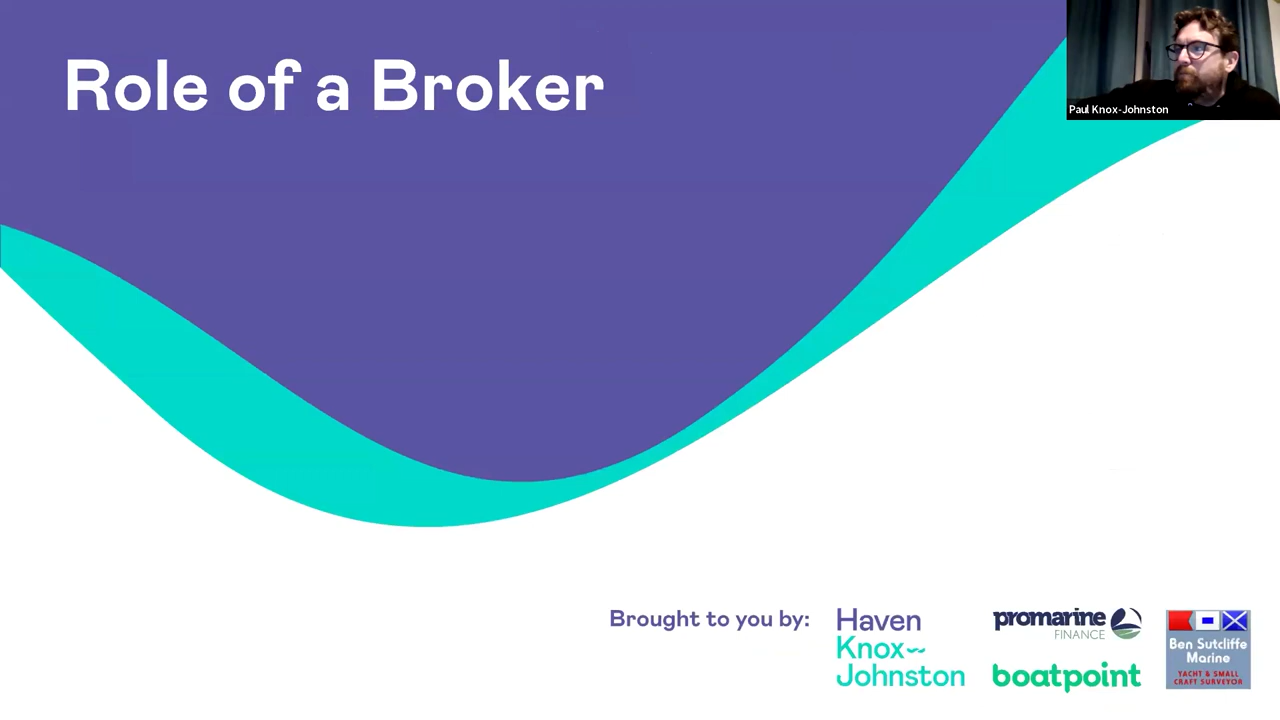 Role of a Broker
Paul Knox-Johnston
Brought to you by:
Haven
Knox~~
Johnston
promarine
FINANCE
boatpoint
Ben Sutcliffe
Marine
YACHT & SMALL
CRAFT SURVEYOR